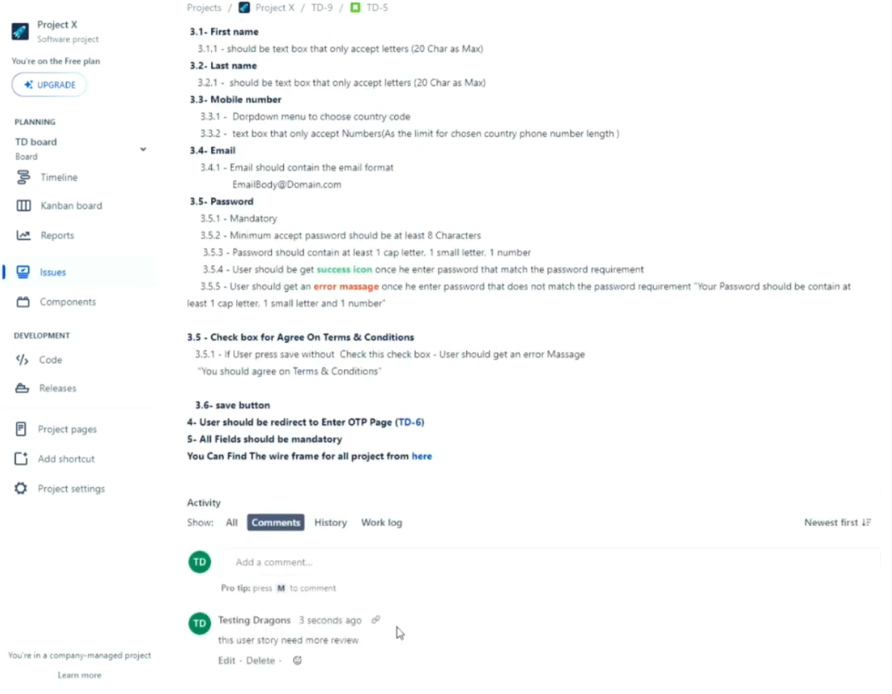 Project X
Software project
You're on the Free plan
UPGRADE
PLANNING
TD board
Board
Timeline
Kanban board
Reports
Issues
Components
DEVELOPMENT
Code
Releases
Project pages
Add shortcut
Project settings
You're in a company-managed project
Learn more
Projects / Project X / TD-9 / TD-5
3.1- First name
3.1.1 - should be text box that only accept letters (20 Char as Max)
3.2- Last name
3.2.1 - should be text box that only accept letters (20 Char as Max)
3.3- Mobile number
3.3.1 - Dorpdown menu to choose country code
3.3.2 - text box that only accept Numbers(As the limit for chosen country phone number length )
3.4- Email
3.4.1 - Email should contain the email format
EmailBody@Domain.com
3.5- Password
3.5.1 - Mandatory
3.5.2 - Minimum accept password should be at least 8 Characters
3.5.3 - Password should contain at least 1 cap letter, 1 small letter, 1 number
3.5.4 - User should be get success icon once he enter password that match the password requirement
3.5.5 - User should get an error massage once he enter password that does not match the password requirement "Your Password should be contain at
least 1 cap letter, 1 small letter and 1 number"
3.5 - Check box for Agree On Terms & Conditions
3.5.1 - If User press save without Check this check box - User should get an error Massage
"You should agree on Terms & Conditions"
3.6- save button
4- User should be redirect to Enter OTP Page (TD-6)
5- All Fields should be mandatory
You Can Find The wire frame for all project from here
Activity
Show: All Comments History Work log Newest first
TD Add a comment...
Pro tip: press M to comment
TD Testing Dragons 3 seconds ago
this user story need more review
Edit · Delete ·